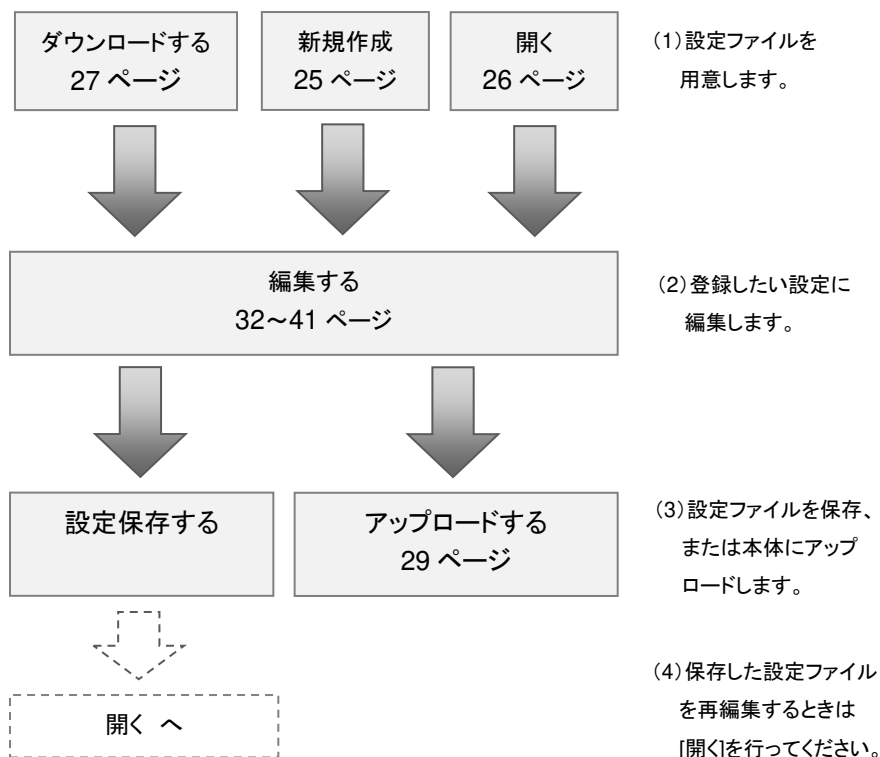 ダウンロードする
27 ページ
新規作成
25 ページ
開く
26 ページ
(1)設定ファイルを
用意します。
編集する
32～41 ページ
(2)登録したい設定に
編集します。
設定保存する
アップロードする
29 ページ
(3)設定ファイルを保存、
または本体にアップ
ロードします。
開く へ
(4)保存した設定ファイル
を再編集するときは
[開く]を行ってください。